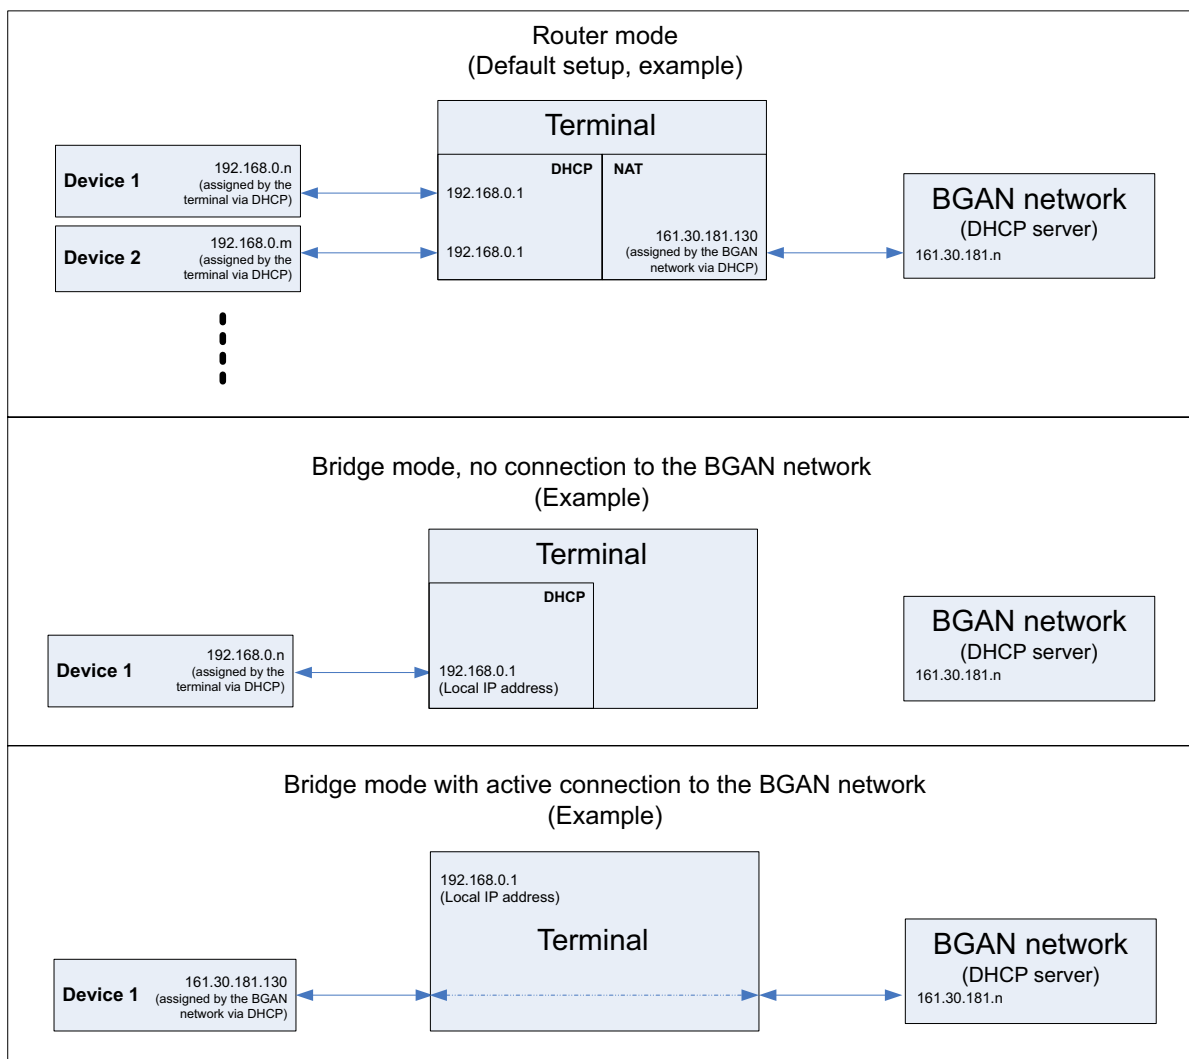 Router mode
(Default setup, example)
Terminal
DHCP
NAT
Device 1
192.168.0.n
(assigned by the
terminal via DHCP)
192.168.0.1
Device 2
192.168.0.m
(assigned by the
terminal via DHCP)
192.168.0.1
161.30.181.130
(assigned by the BGAN
network via DHCP)
BGAN network
(DHCP server)
161.30.181.n
Bridge mode, no connection to the BGAN network
(Example)
Terminal
DHCP
Device 1
192.168.0.n
(assigned by the
terminal via DHCP)
192.168.0.1
(Local IP address)
BGAN network
(DHCP server)
161.30.181.n
Bridge mode with active connection to the BGAN network
(Example)
192.168.0.1
(Local IP address)
Terminal
Device 1
161.30.181.130
(assigned by the BGAN
network via DHCP)
BGAN network
(DHCP server)
161.30.181.n